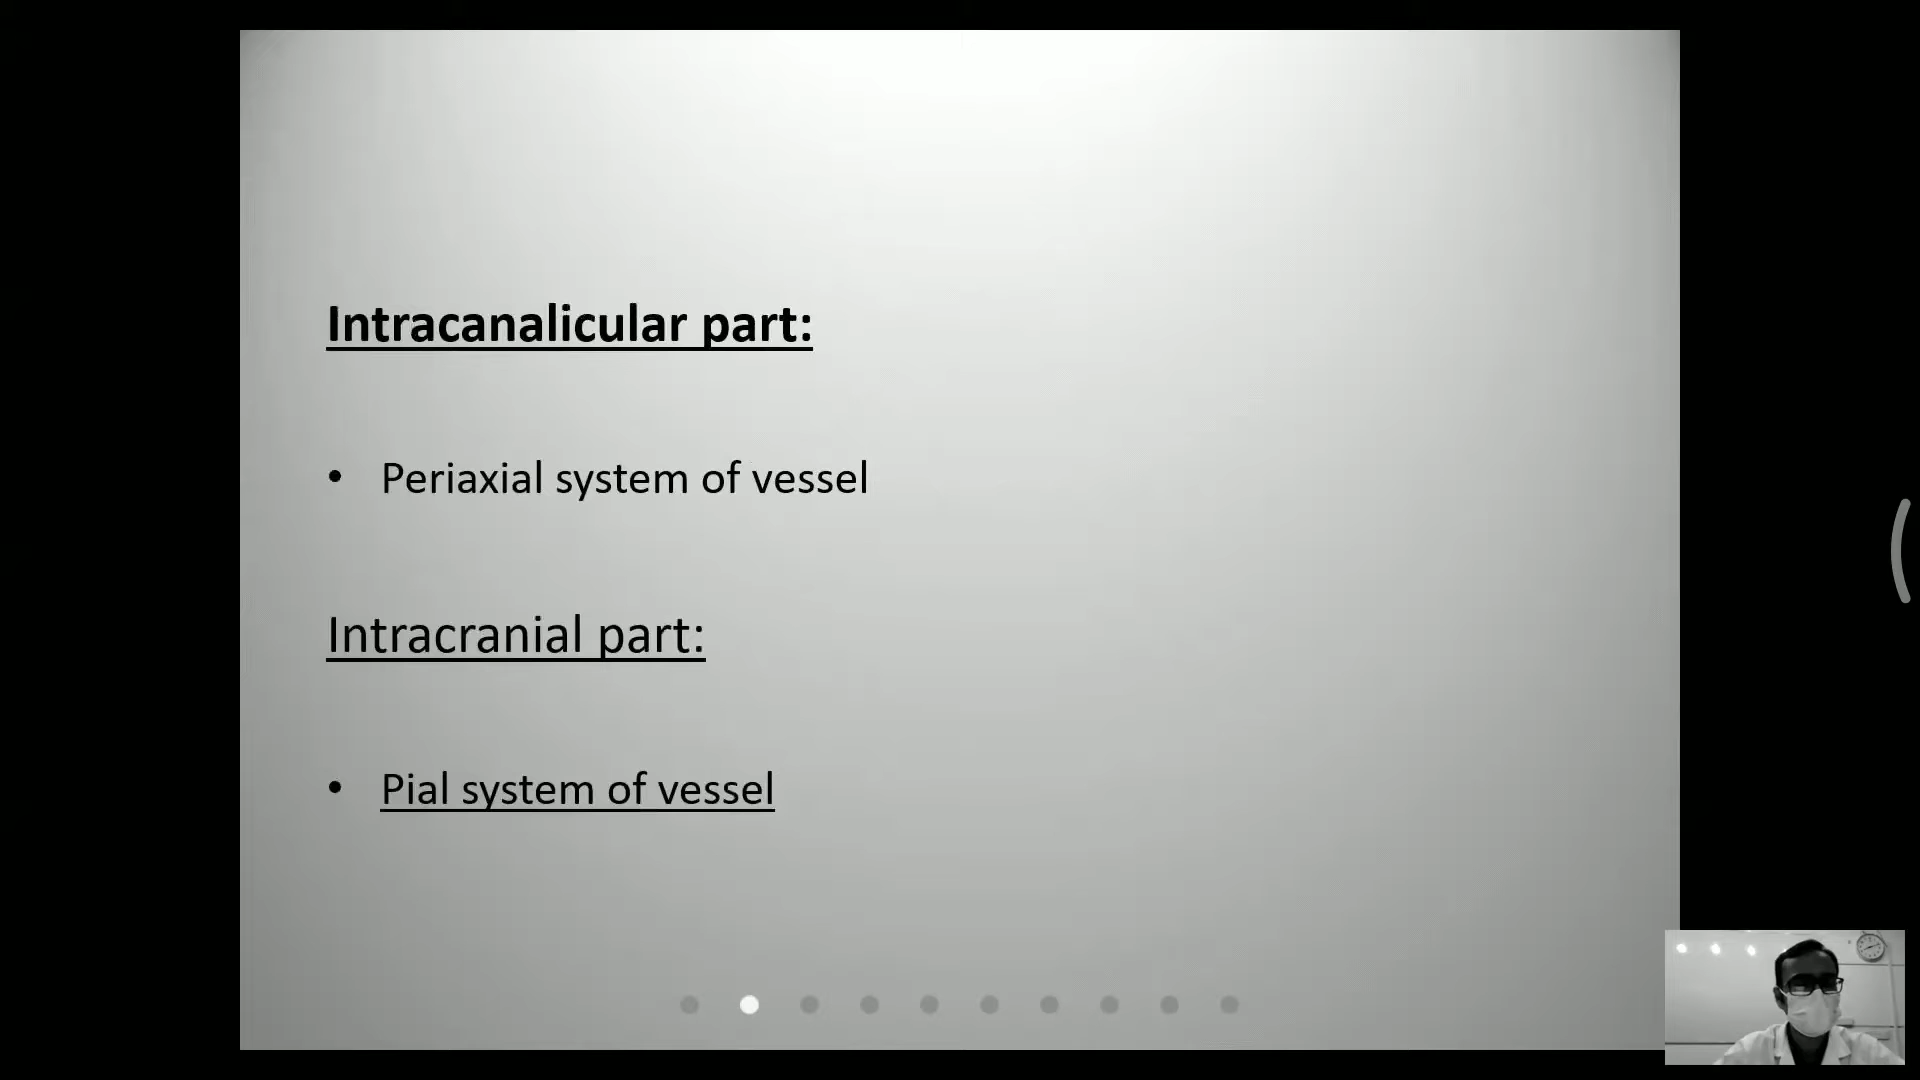 Intracanalicular part:
• Periaxial system of vessel
Intracranial part:
• Pial system of vessel